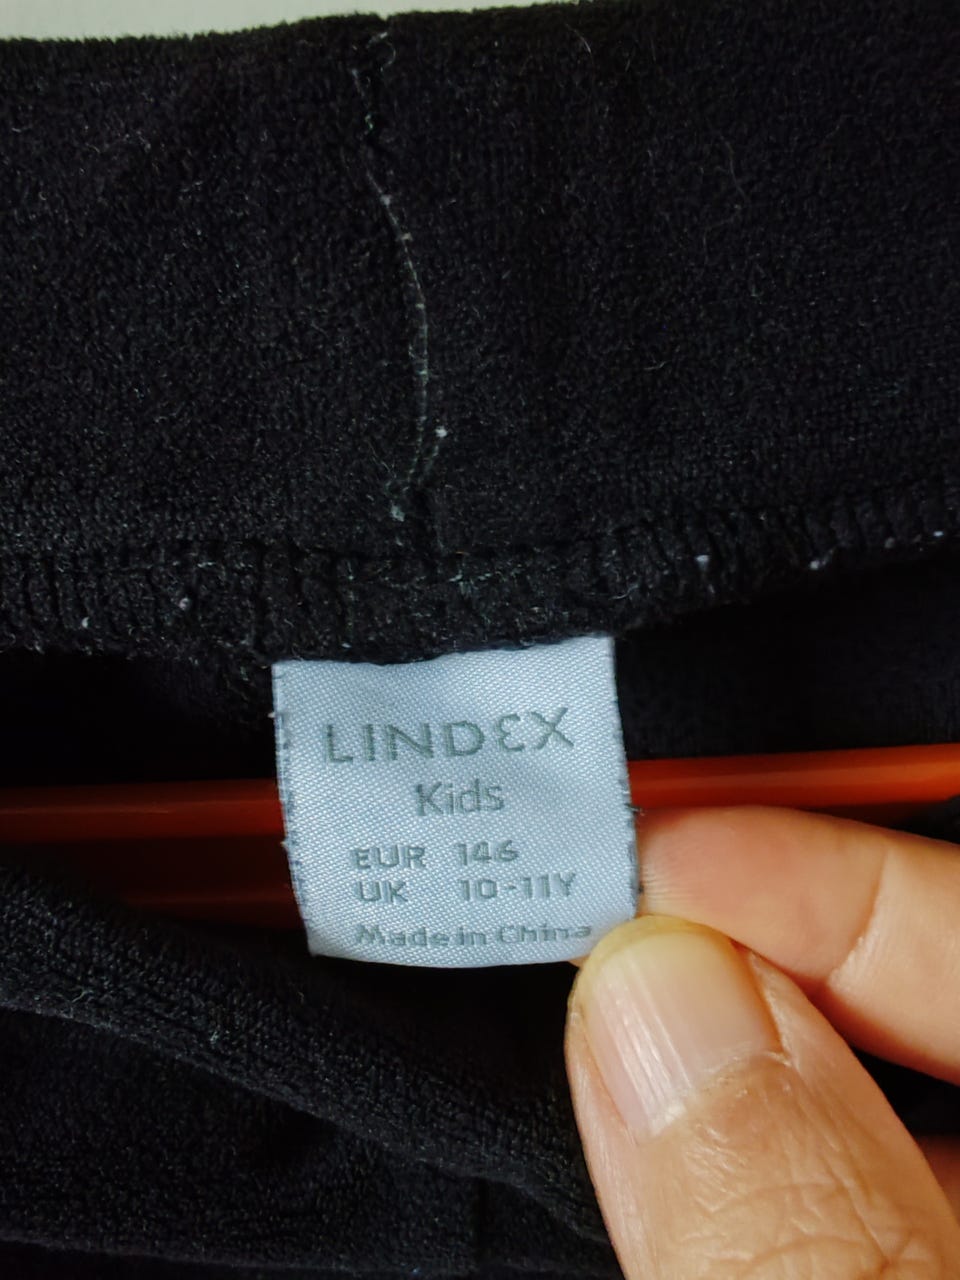 LINDEX
Kids
EUR 146
UK 10-11Y
Made in China